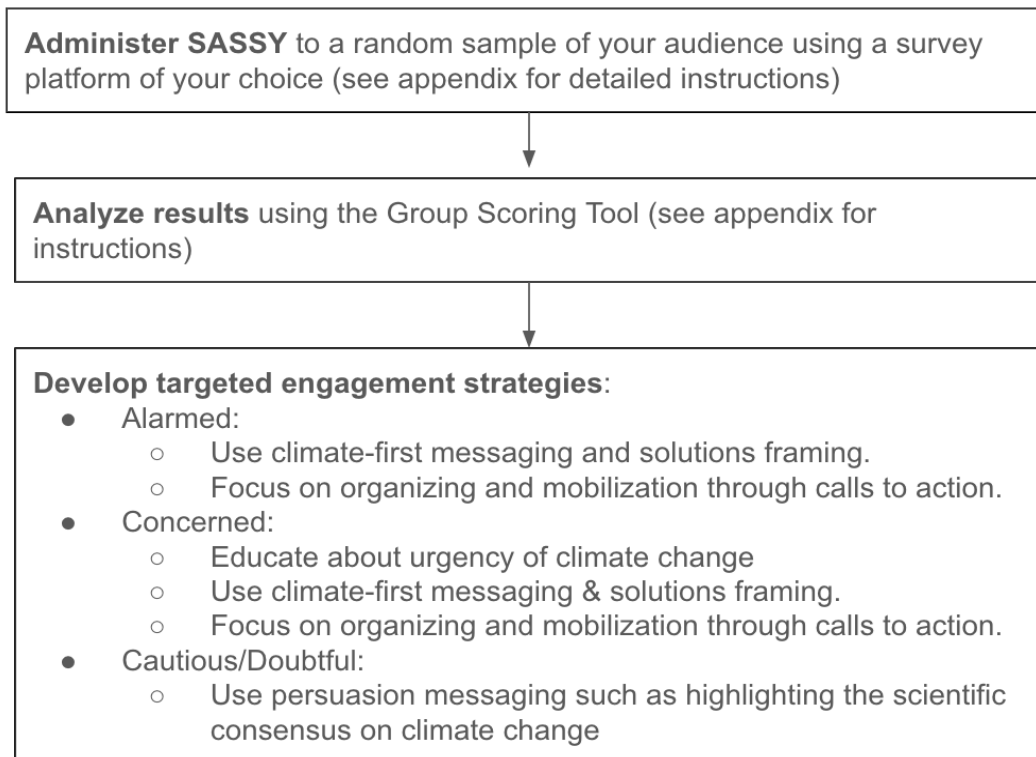 Administer SASSY to a random sample of your audience using a survey
platform of your choice (see appendix for detailed instructions)
Analyze results using the Group Scoring Tool (see appendix for
instructions)
Develop targeted engagement strategies:
● Alarmed:
○ Use climate-first messaging and solutions framing.
○ Focus on organizing and mobilization through calls to action.
● Concerned:
○ Educate about urgency of climate change
○ Use climate-first messaging & solutions framing.
○ Focus on organizing and mobilization through calls to action.
● Cautious/Doubtful:
○ Use persuasion messaging such as highlighting the scientific
consensus on climate change